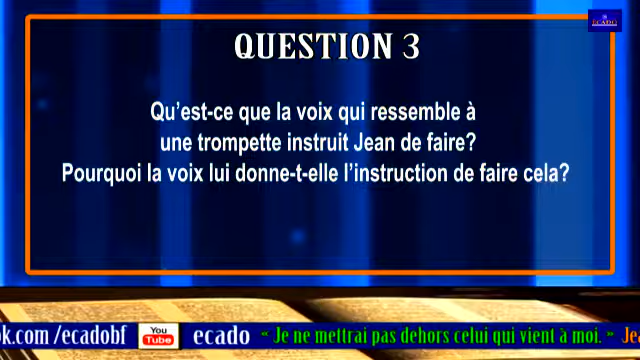 ECADO
QUESTION 3
Qu'est-ce que la voix qui ressemble à
une trompette instruit Jean de faire?
Pourquoi la voix lui donne-t-elle l'instruction de faire cela?
ok.com/ecadobf You Tube ecado « Je ne mettrai pas dehors celui qui vient à moi. » Jea